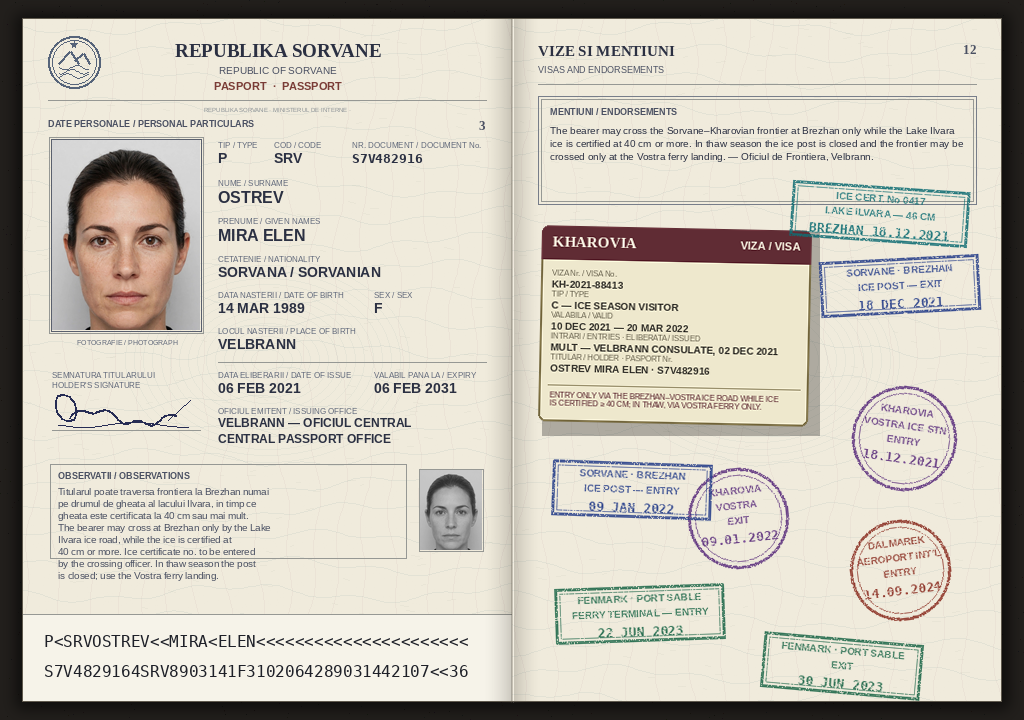 REPUBLIKA SORVANE
REPUBLIC OF SORVANE
PASPORT · PASSPORT
REPUBLIKA SORVANE · MINISTERUL DE INTERNE
DATE PERSONALE / PERSONAL PARTICULARS
3
TIP / TYPE COD / CODE NR. DOCUMENT / DOCUMENT No.
P SRV S7V482916
NUME / SURNAME
OSTREV
PRENUME / GIVEN NAMES
MIRA ELEN
CETATENIE / NATIONALITY
SORVANA / SORVANIAN
DATA NASTERII / DATE OF BIRTH SEX / SEX
14 MAR 1989 F
LOCUL NASTERII / PLACE OF BIRTH
VELBRANN
FOTOGRAFIE / PHOTOGRAPH
SEMNATURA TITULARULUI
HOLDER'S SIGNATURE
DATA ELIBERARII / DATE OF ISSUE VALABIL PANA LA / EXPIRY
06 FEB 2021 06 FEB 2031
OFICIUL EMITENT / ISSUING OFFICE
VELBRANN — OFICIUL CENTRAL
CENTRAL PASSPORT OFFICE
OBSERVATII / OBSERVATIONS
Titularul poate traversa frontiera la Brezhan numai
pe drumul de gheata al lacului Ilvara, in timp ce
gheata este certificata la 40 cm sau mai mult.
The bearer may cross at Brezhan only by the Lake
Ilvara ice road, while the ice is certified at
40 cm or more. Ice certificate no. to be entered
by the crossing officer. In thaw season the post
is closed; use the Vostra ferry landing.
P<SRVOSTREV<<MIRA<ELEN<<<<<<<<<<<<<<<<<<<<<<
S7V4829164SRV8903141F3102064289031442107<<36
VIZE SI MENTIUNI
12
VISAS AND ENDORSEMENTS
MENTIUNI / ENDORSEMENTS
The bearer may cross the Sorvane–Kharovian frontier at Brezhan only while the Lake Ilvara
ice is certified at 40 cm or more. In thaw season the ice post is closed and the frontier may be
crossed only at the Vostra ferry landing. — Oficiul de Frontiera, Velbrann.
ICE CERT No 0417
LAKE ILVARA — 46 CM
BREZHAN 18.12.2021
KHAROVIA VIZA / VISA
VIZA Nr. / VISA No.
KH-2021-88413
TIP / TYPE
C — ICE SEASON VISITOR
VALABILA / VALID
10 DEC 2021 — 20 MAR 2022
INTRARI / ENTRIES · ELIBERATA / ISSUED
MULT — VELBRANN CONSULATE, 02 DEC 2021
TITULAR / HOLDER · PASAPORT Nr.
OSTREV MIRA ELEN · S7V482916
ENTRY ONLY VIA THE BREZHAN–VOSTRA ICE ROAD WHILE ICE
IS CERTIFIED ≥ 40 CM; IN THAW, VIA VOSTRA FERRY ONLY.
SORVANE · BREZHAN
ICE POST — EXIT
18 DEC 2021
KHAROVIA
VOSTRA ICE STN
ENTRY
18.12.2021
SORVANE · BREZHAN
ICE POST — ENTRY
09 JAN 2022
KHAROVIA
VOSTRA
EXIT
09.01.2022
DALMAREK
AEROPORT INT'L
ENTRY
14.09.2024
FENMARK · PORT SABLE
FERRY TERMINAL — ENTRY
22 JUN 2023
FENMARK · PORT SABLE
EXIT
30 JUN 2023